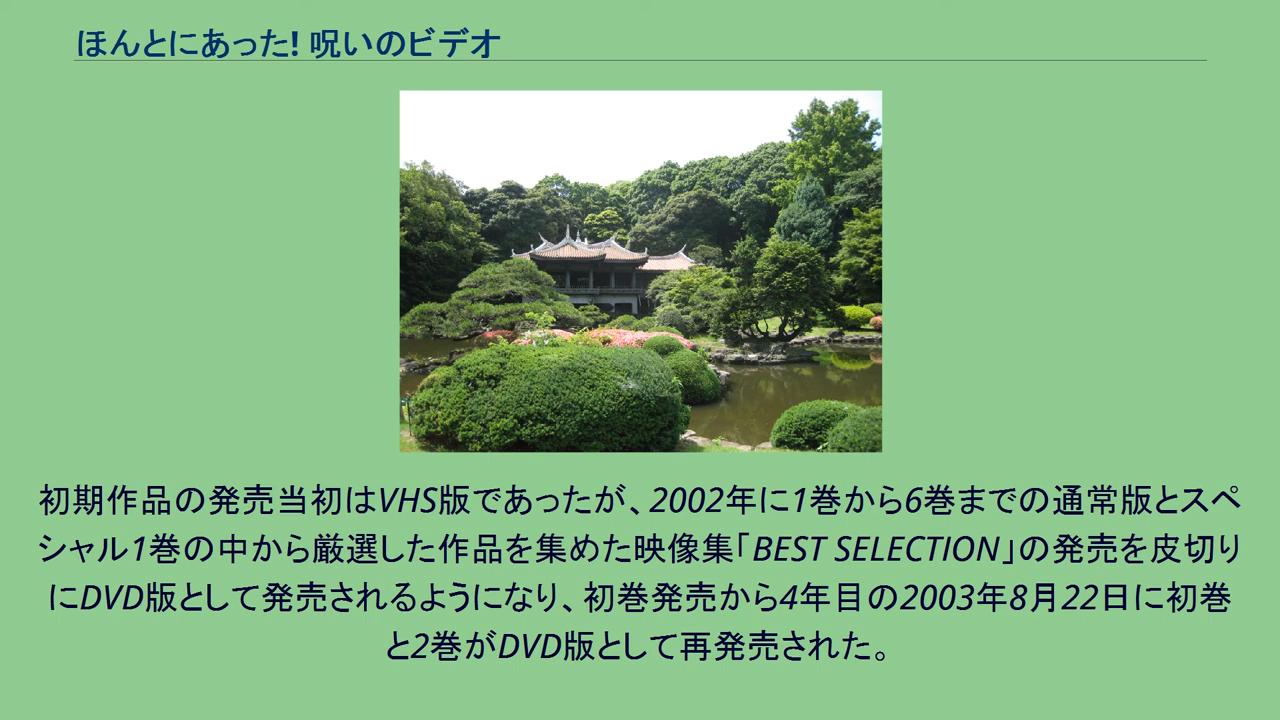 ほんとにあった! 呪いのビデオ
初期作品の発売当初はVHS版であったが、2002年に1巻から6巻までの通常版とスペ
シャル1巻の中から厳選した作品を集めた映像集「BEST SELECTION」の発売を皮切り
にDVD版として発売されるようになり、初巻発売から4年目の2003年8月22日に初巻
と2巻がDVD版として再発売された。